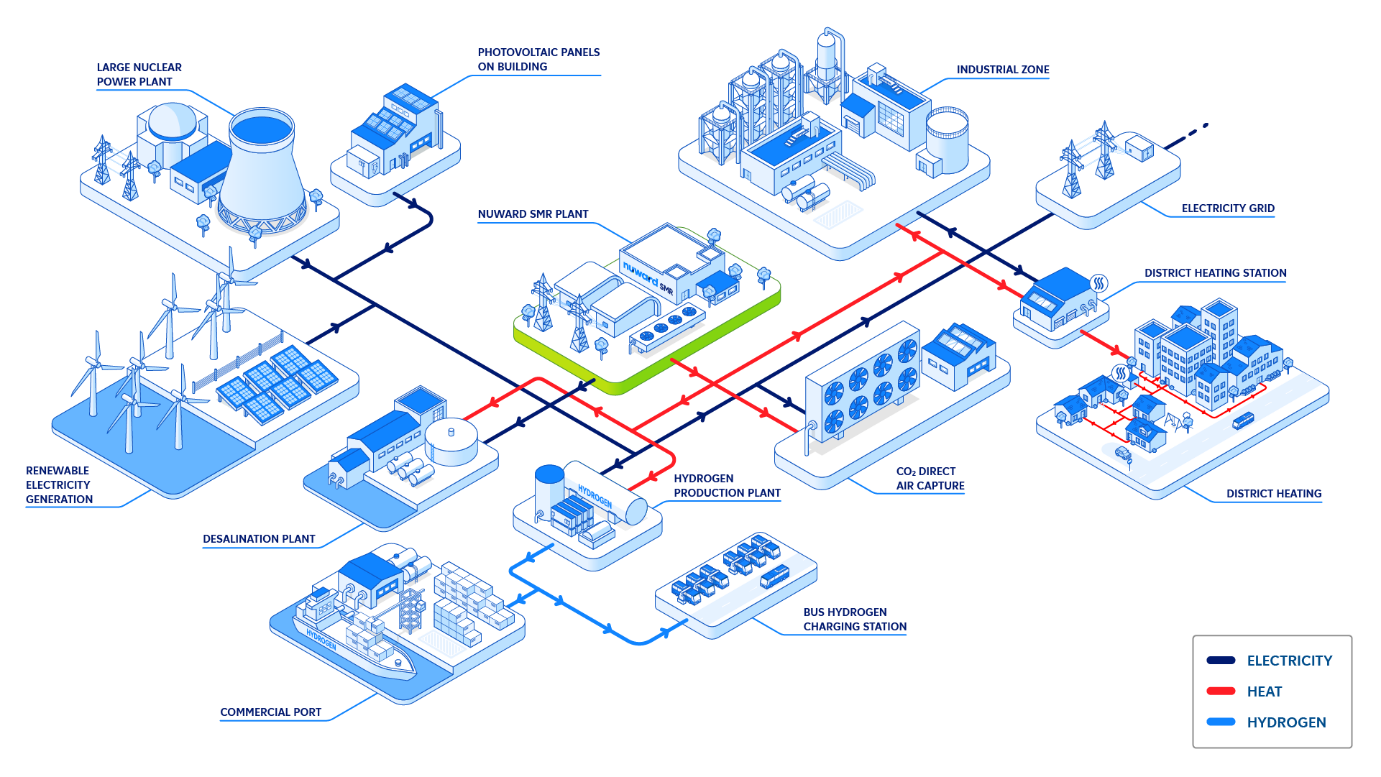 LARGE NUCLEAR
POWER PLANT
PHOTOVOLTAIC PANELS
ON BUILDING
INDUSTRIAL ZONE
ELECTRICITY GRID
NUWARD SMR PLANT
nuward SMR
DISTRICT HEATING STATION
RENEWABLE
ELECTRICITY
GENERATION
DESALINATION PLANT
HYDROGEN
HYDROGEN
PRODUCTION PLANT
CO₂ DIRECT
AIR CAPTURE
DISTRICT HEATING
HYDROGEN
BUS HYDROGEN
CHARGING STATION
COMMERCIAL PORT
ELECTRICITY
HEAT
HYDROGEN